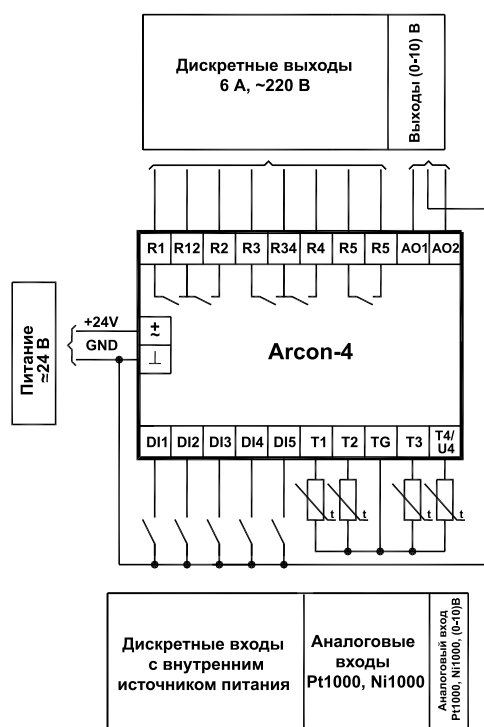 Дискретные выходы
6 А, ~220 В
Выходы (0-10) В
R1 R12 R2 R3 R34 R4 R5 R5 AO1 AO2
Питание
≃24 В
+24V
GND
±
~
⊥
Arcon-4
DI1 DI2 DI3 DI4 DI5 T1 T2 TG T3 T4/
U4
t t t t
Дискретные входы
с внутренним
источником питания
Аналоговые
входы
Pt1000, Ni1000
Аналоговый вход
Pt1000, Ni1000, (0-10)В